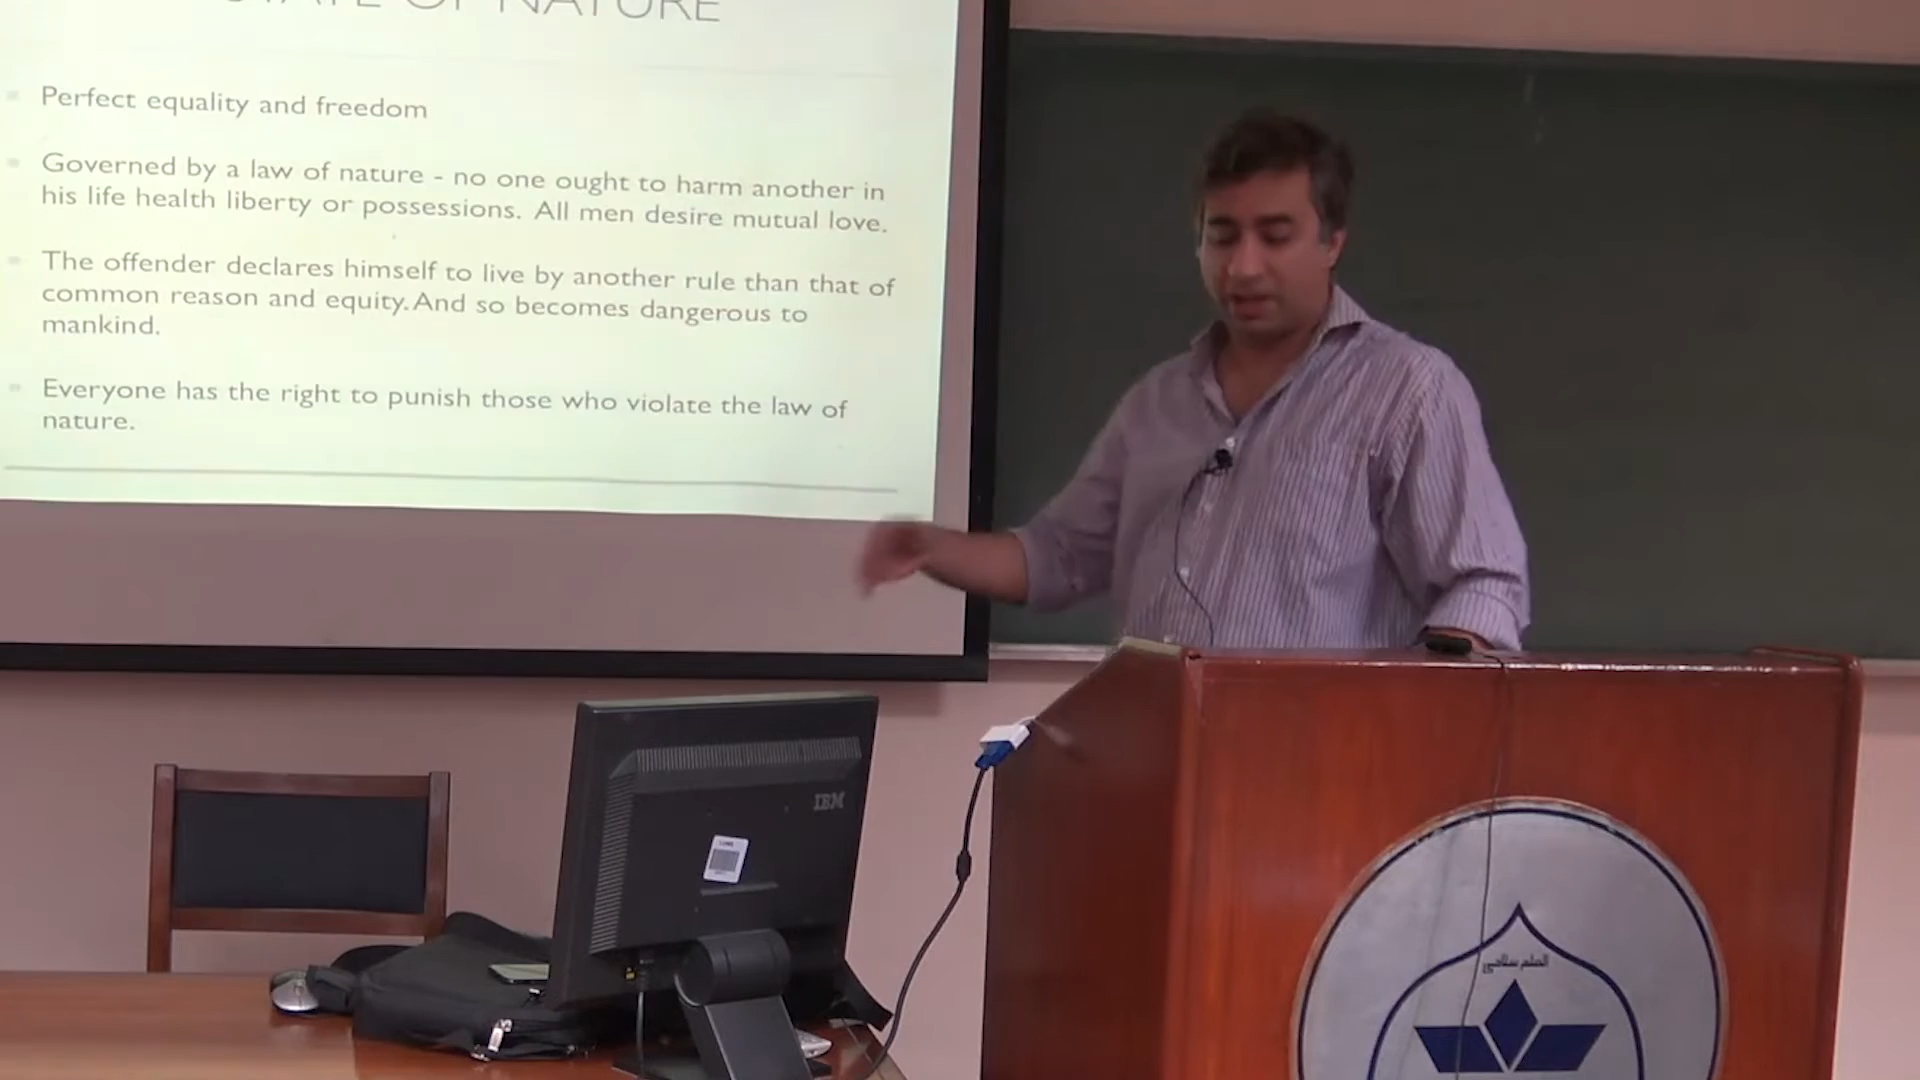 STATE OF NATURE
Perfect equality and freedom
Governed by a law of nature - no one ought to harm another in
his life health liberty or possessions. All men desire mutual love.
The offender declares himself to live by another rule than that of
common reason and equity. And so becomes dangerous to
mankind.
Everyone has the right to punish those who violate the law of
nature.
IBM